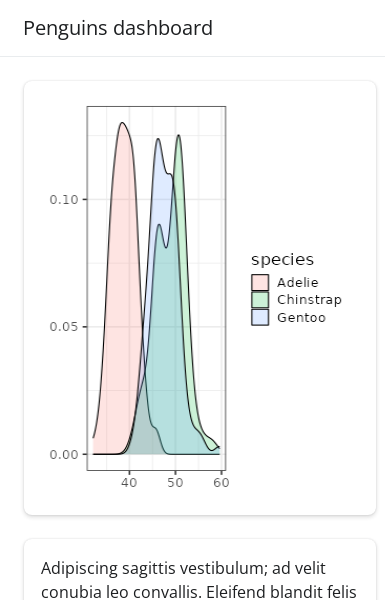 Penguins dashboard
0.10
0.05
0.00
40 50 60
species
Adelie
Chinstrap
Gentoo
Adipiscing sagittis vestibulum; ad velit
conubia leo convallis. Eleifend blandit felis